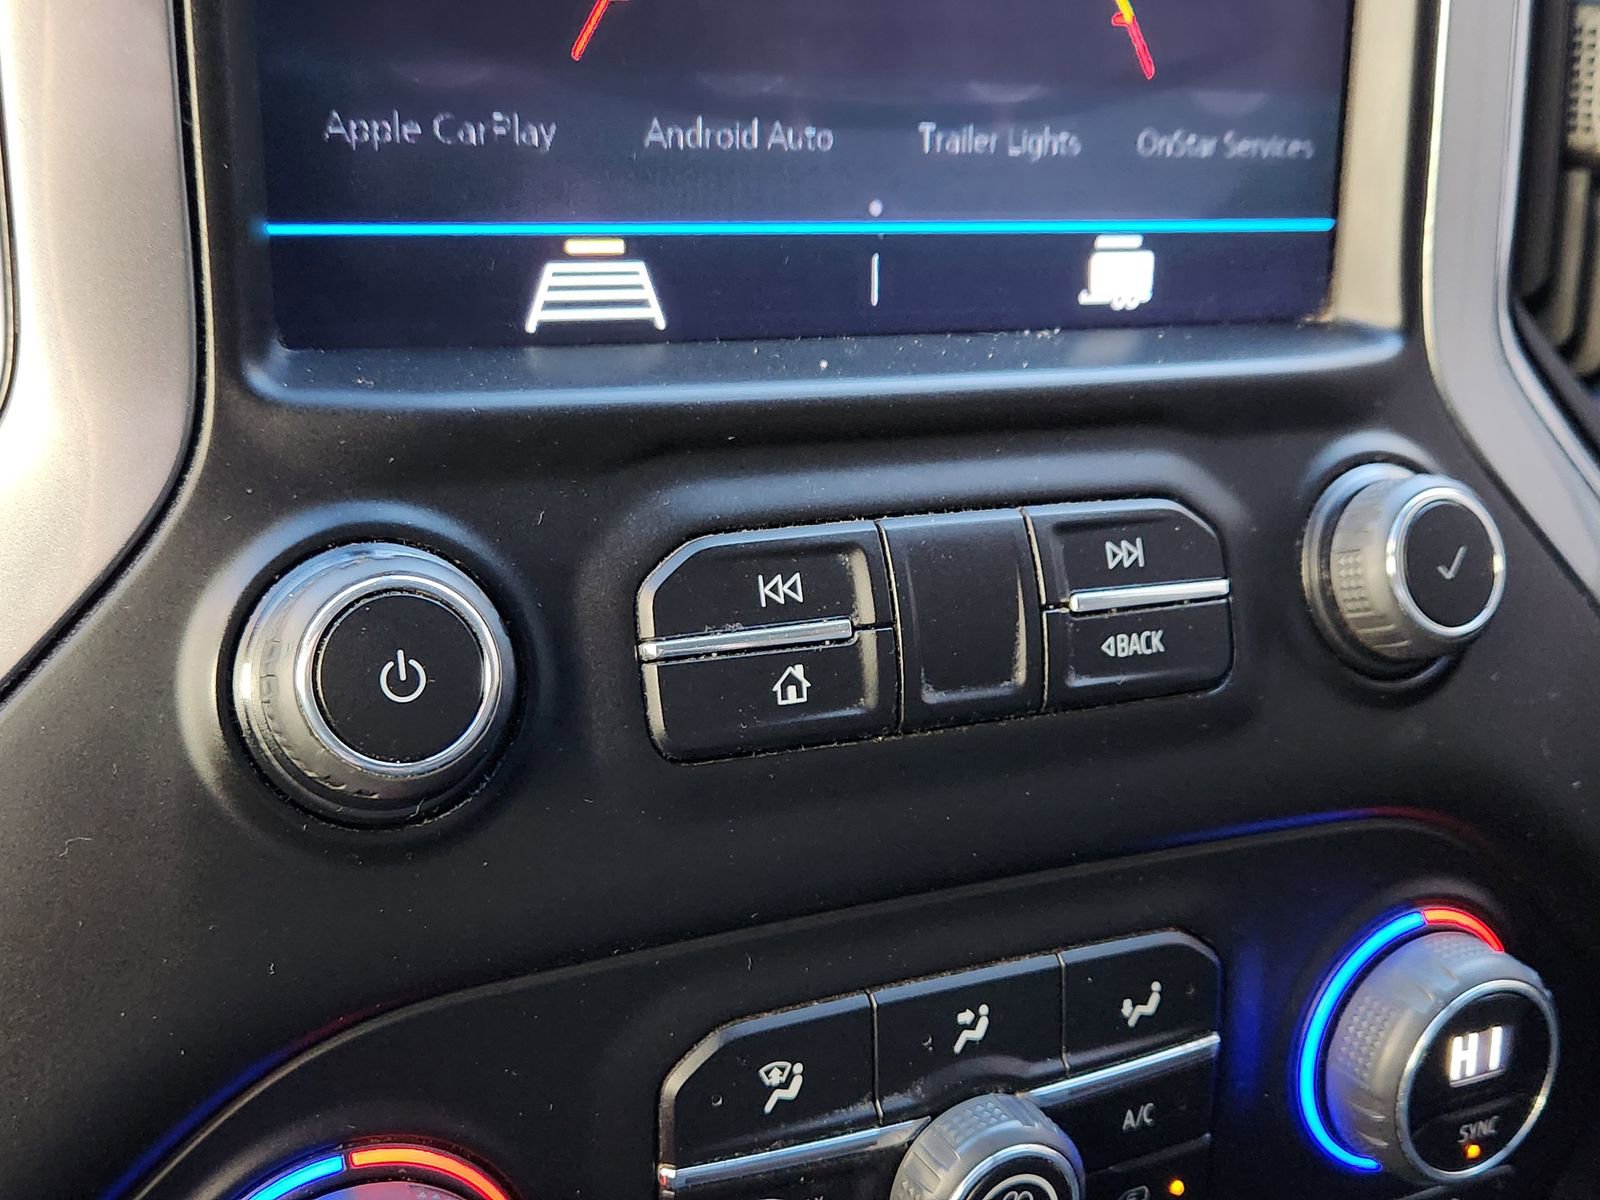 Apple CarPlay
Android Auto
Trailer Lights
OnStar Services
BACK
A/C
HI
SYNC